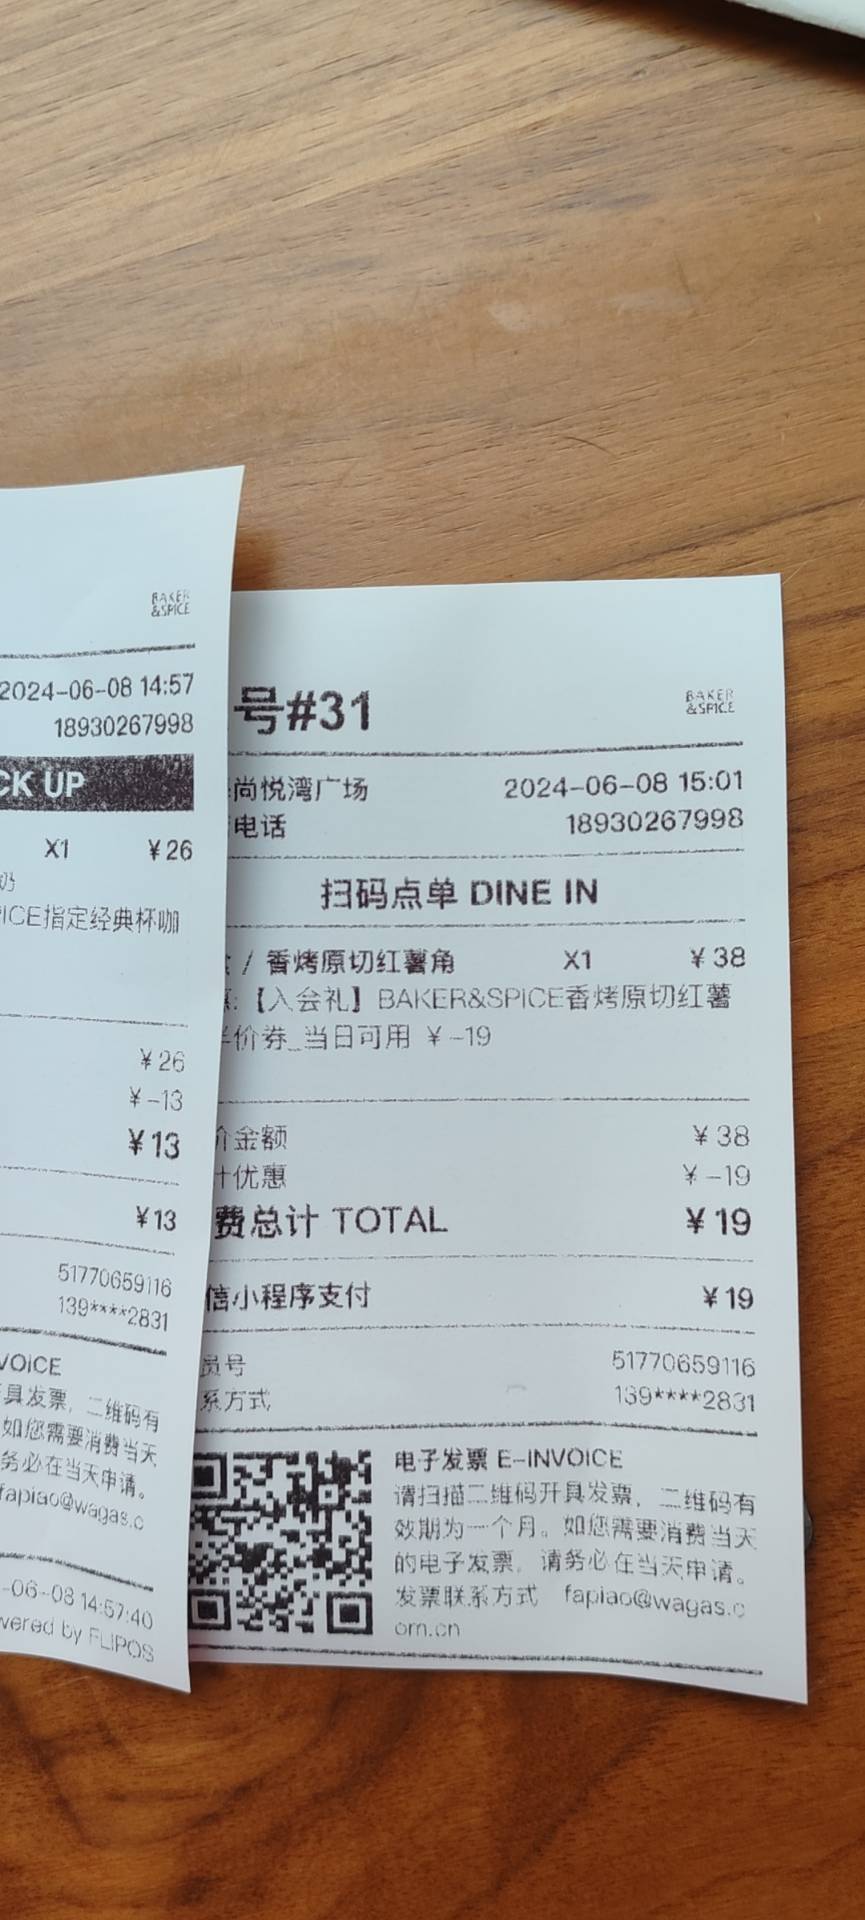 BAKER
&SPICE
2024-06-08 14:57
18930267998
CK UP
X1 ¥26
ICE指定经典杯咖
¥26
¥-13
¥13
¥13
51770659116
139****2831
VOICE
具发票，二维码有
如您需要消费当天
务必在当天申请。
fapiao@wagas.c
-06-08 14:57:40
wered by FLIPOS
号#31
BAKER
&SPICE
尚悦湾广场 2024-06-08 15:01
电话 18930267998
扫码点单 DINE IN
/ 香烤原切红薯角 X1 ¥38
:【入会礼】BAKER&SPICE香烤原切红薯
价券_当日可用 ¥-19
金额 ¥38
优惠 ¥-19
费总计 TOTAL ¥19
信小程序支付 ¥19
员号 51770659116
系方式 139****2831
电子发票 E-INVOICE
请扫描二维码开具发票，二维码有
效期为一个月。如您需要消费当天
的电子发票，请务必在当天申请。
发票联系方式 fapiao@wagas.c
om.cn